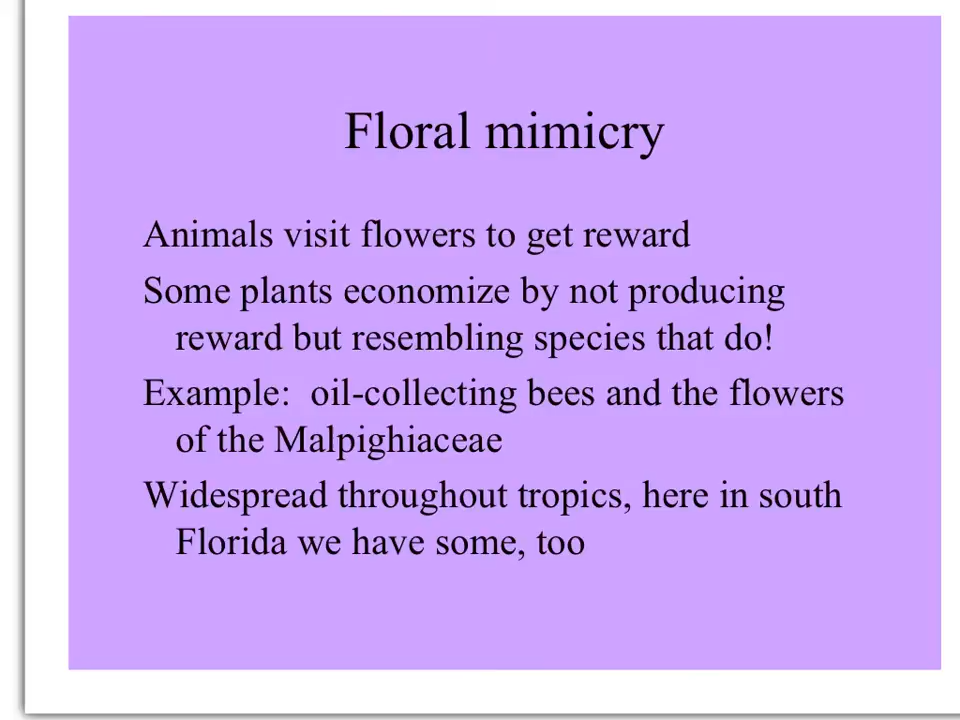 Floral mimicry
Animals visit flowers to get reward
Some plants economize by not producing
reward but resembling species that do!
Example:  oil-collecting bees and the flowers
of the Malpighiaceae
Widespread throughout tropics, here in south
Florida we have some, too